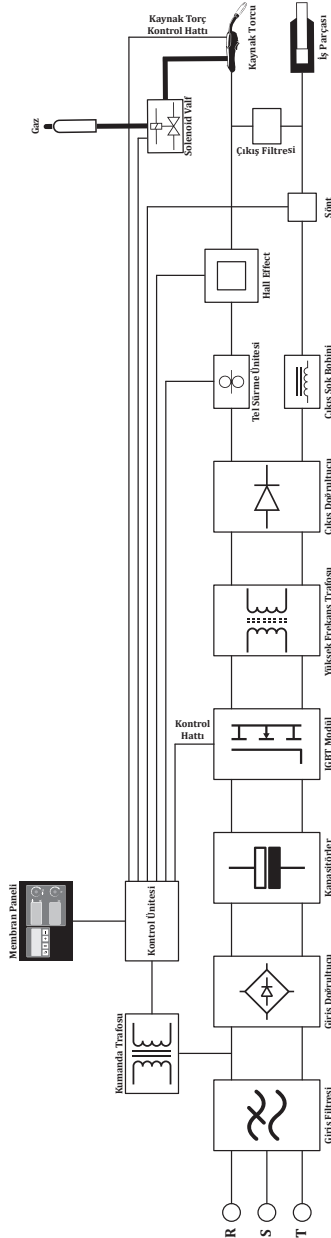 R
S
T
Giriş Filtresi
Giriş Doğrultucu
Kapasitörler
IGBT Modül
Yüksek Frekans Trafosu
Çıkış Doğrultucu
Çıkış Şok Bobini
Tel Sürme Ünitesi
Hall Effect
Şönt
Çıkış Filtresi
İş Parçası
Kaynak Torcu
Kumanda Trafosu
Kontrol Ünitesi
Membran Paneli
Kontrol
Hattı
Solenoid Valf
Gaz
Kaynak Torç
Kontrol Hattı